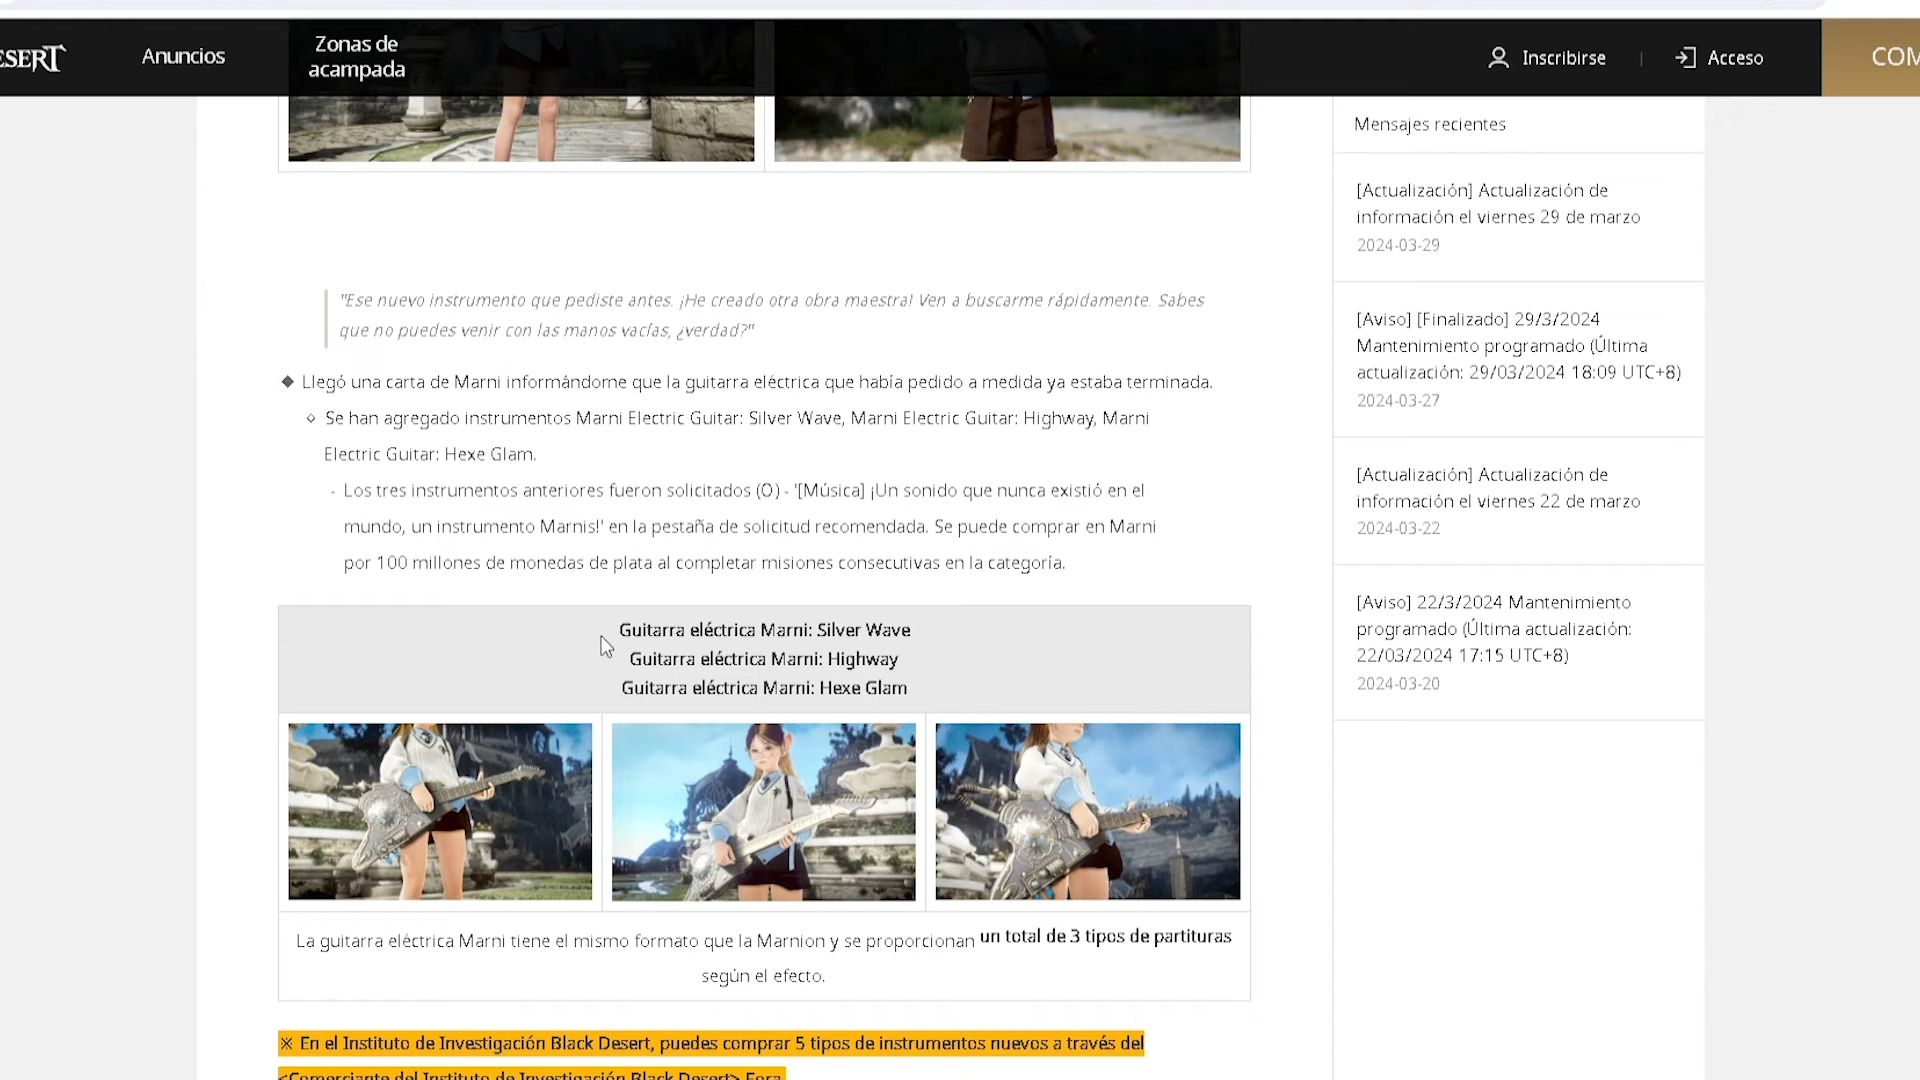 ESERT
Anuncios
Zonas de
acampada
Inscribirse
|
Acceso
COM
Mensajes recientes
[Actualización] Actualización de
información el viernes 29 de marzo
2024-03-29
[Aviso] [Finalizado] 29/3/2024
Mantenimiento programado (Última
actualización: 29/03/2024 18:09 UTC+8)
2024-03-27
[Actualización] Actualización de
información el viernes 22 de marzo
2024-03-22
[Aviso] 22/3/2024 Mantenimiento
programado (Última actualización:
22/03/2024 17:15 UTC+8)
2024-03-20
"Ese nuevo instrumento que pediste antes. ¡He creado otra obra maestra! Ven a buscarme rápidamente. Sabes
que no puedes venir con las manos vacías, ¿verdad?"
◆ Llegó una carta de Marni informándome que la guitarra eléctrica que había pedido a medida ya estaba terminada.
◇ Se han agregado instrumentos Marni Electric Guitar: Silver Wave, Marni Electric Guitar: Highway, Marni
Electric Guitar: Hexe Glam.
- Los tres instrumentos anteriores fueron solicitados (O) - '[Música] ¡Un sonido que nunca existió en el
mundo, un instrumento Marnis!' en la pestaña de solicitud recomendada. Se puede comprar en Marni
por 100 millones de monedas de plata al completar misiones consecutivas en la categoría.
Guitarra eléctrica Marni: Silver Wave
Guitarra eléctrica Marni: Highway
Guitarra eléctrica Marni: Hexe Glam
La guitarra eléctrica Marni tiene el mismo formato que la Marnion y se proporcionan un total de 3 tipos de partituras
según el efecto.
※ En el Instituto de Investigación Black Desert, puedes comprar 5 tipos de instrumentos nuevos a través del
<Comerciante del Instituto de Investigación Black Desert> Fora